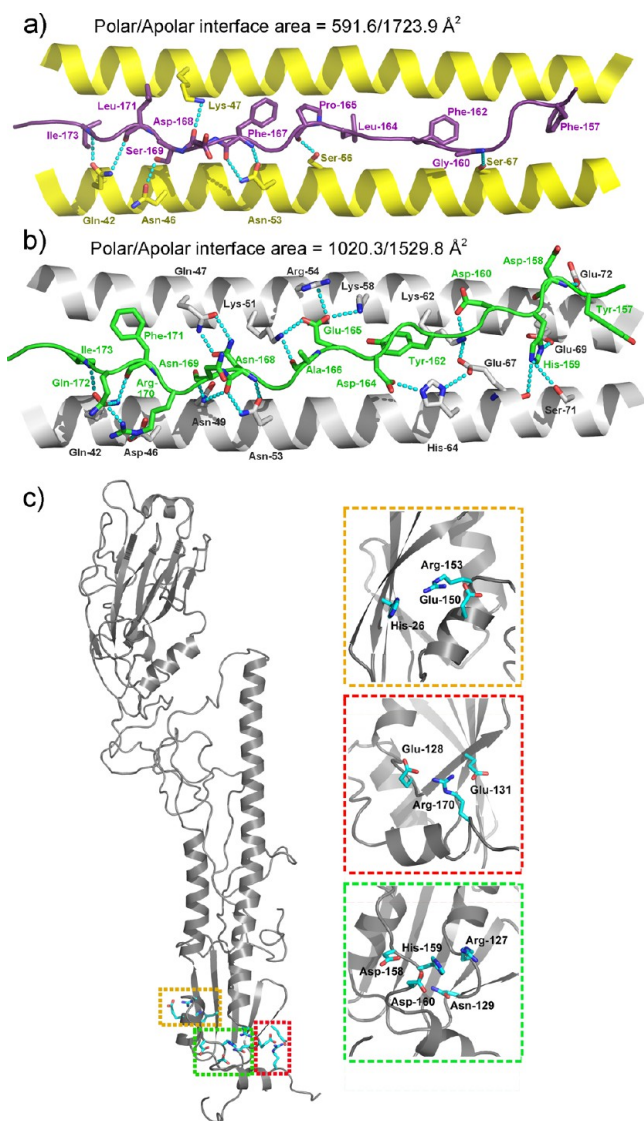 a)
Polar/Apolar interface area = 591.6/1723.9 Å²
Lys-47
Leu-171
Asp-168
Pro-165
Phe-162
Ile-173
Phe-167
Leu-164
Phe-157
Ser-169
Gly-160
Ser-56
Ser-67
Gln-42
Asn-46
Asn-53
b)
Polar/Apolar interface area = 1020.3/1529.8 Å²
Asp-158
Gln-47
Arg-54
Asp-160
Glu-72
Lys-58
Lys-51
Lys-62
Phe-171
Glu-165
Tyr-157
Ile-173
Asn-169
Asn-168
Glu-69
Gln-172
Ala-166
Tyr-162
Glu-67
His-159
Arg-
170
Asp-164
Asn-49
Ser-71
Gln-42
Asp-46
Asn-53
His-64
c)
Arg-153
Glu-150
His-26
Glu-128
Glu-131
Arg-170
His-159
Arg-127
Asp-158
Asp-160
Asn-129